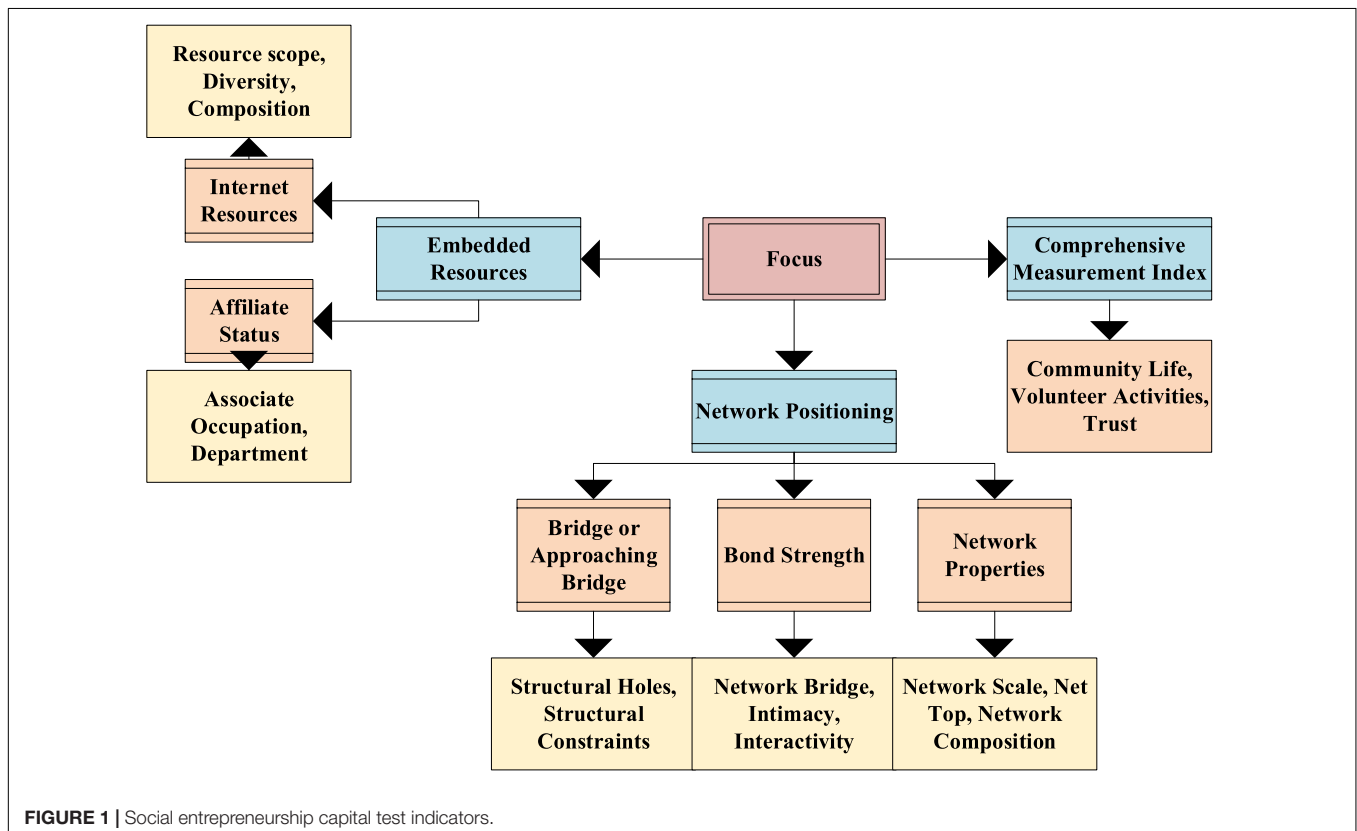 Resource scope,
Diversity,
Composition
Internet
Resources
Embedded
Resources
Focus
Comprehensive
Measurement Index
Affiliate
Status
Associate
Occupation,
Department
Network Positioning
Community Life,
Volunteer Activities,
Trust
Bridge or
Approaching
Bridge
Bond Strength
Network
Properties
Structural Holes,
Structural
Constraints
Network Bridge,
Intimacy,
Interactivity
Network Scale, Net
Top, Network
Composition
FIGURE 1 | Social entrepreneurship capital test indicators.